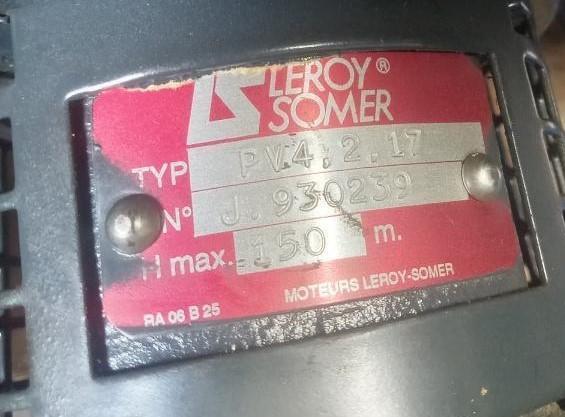 LEROY®
SOMER
TYP PV4.2.17
N° J.930239
H max. 150 m.
MOTEURS LEROY-SOMER
RA 06 B 25